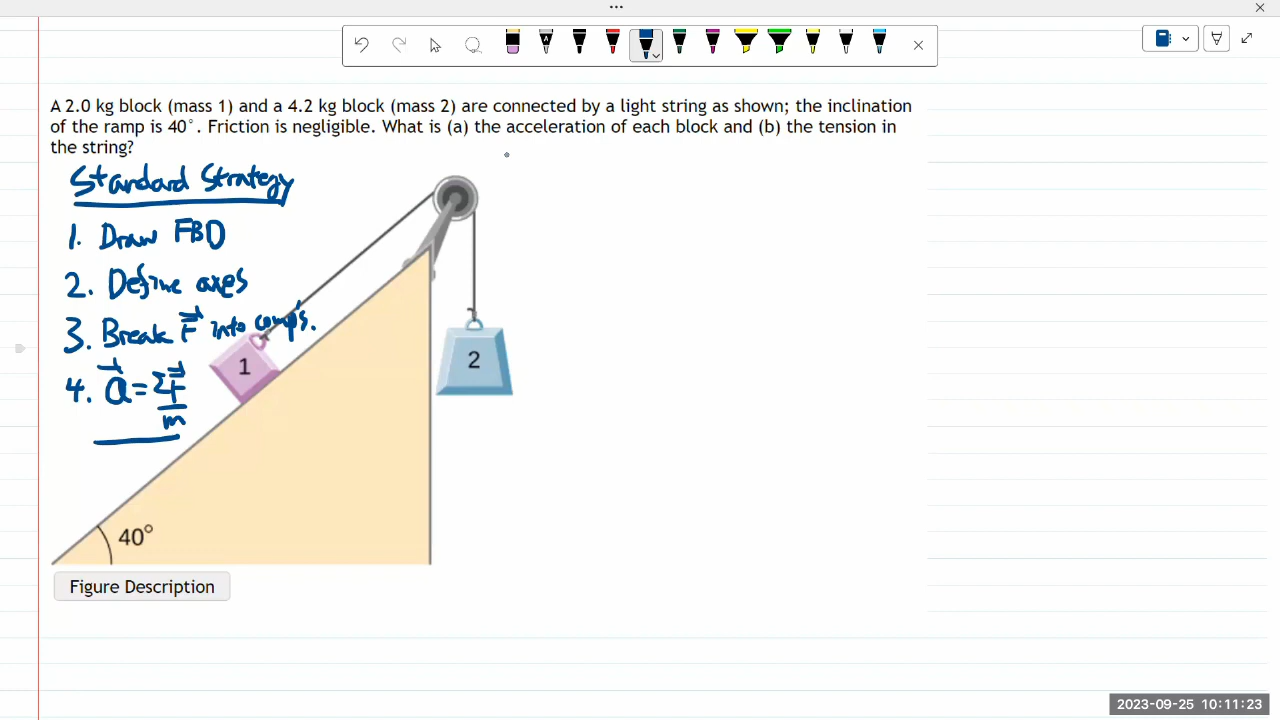 A 2.0 kg block (mass 1) and a 4.2 kg block (mass 2) are connected by a light string as shown; the inclination
of the ramp is 40°. Friction is negligible. What is (a) the acceleration of each block and (b) the tension in
the string?
Standard Strategy
1. Draw FBD
2. Define axes
3. Break F⃗ into comps.
4. a⃗ = ΣF⃗/m
1
2
40°
Figure Description
2023-09-25 10:11:23